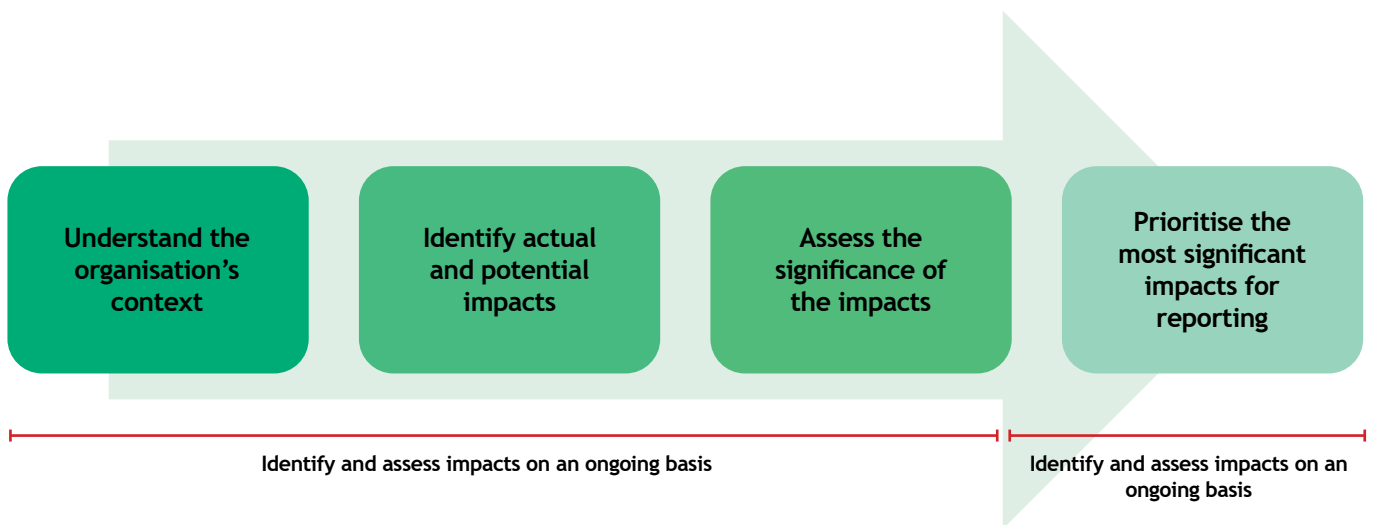 Understand the
organisation’s
context
Identify actual
and potential
impacts
Assess the
significance of
the impacts
Prioritise the
most significant
impacts for
reporting
Identify and assess impacts on an ongoing basis
Identify and assess impacts on an
ongoing basis